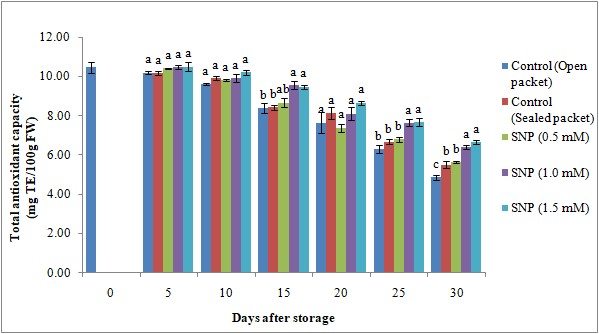 Total antioxidant capacity
(mg TE/100g FW)
12.00
10.00
8.00
6.00
4.00
2.00
0.00
a a a a a
a a a a a
b b ab a a
a a a a a
b b b a a
c b b a a
0 5 10 15 20 25 30
Days after storage
Control (Open
packet)
Control
(Sealed packet)
SNP (0.5 mM)
SNP (1.0 mM)
SNP (1.5 mM)